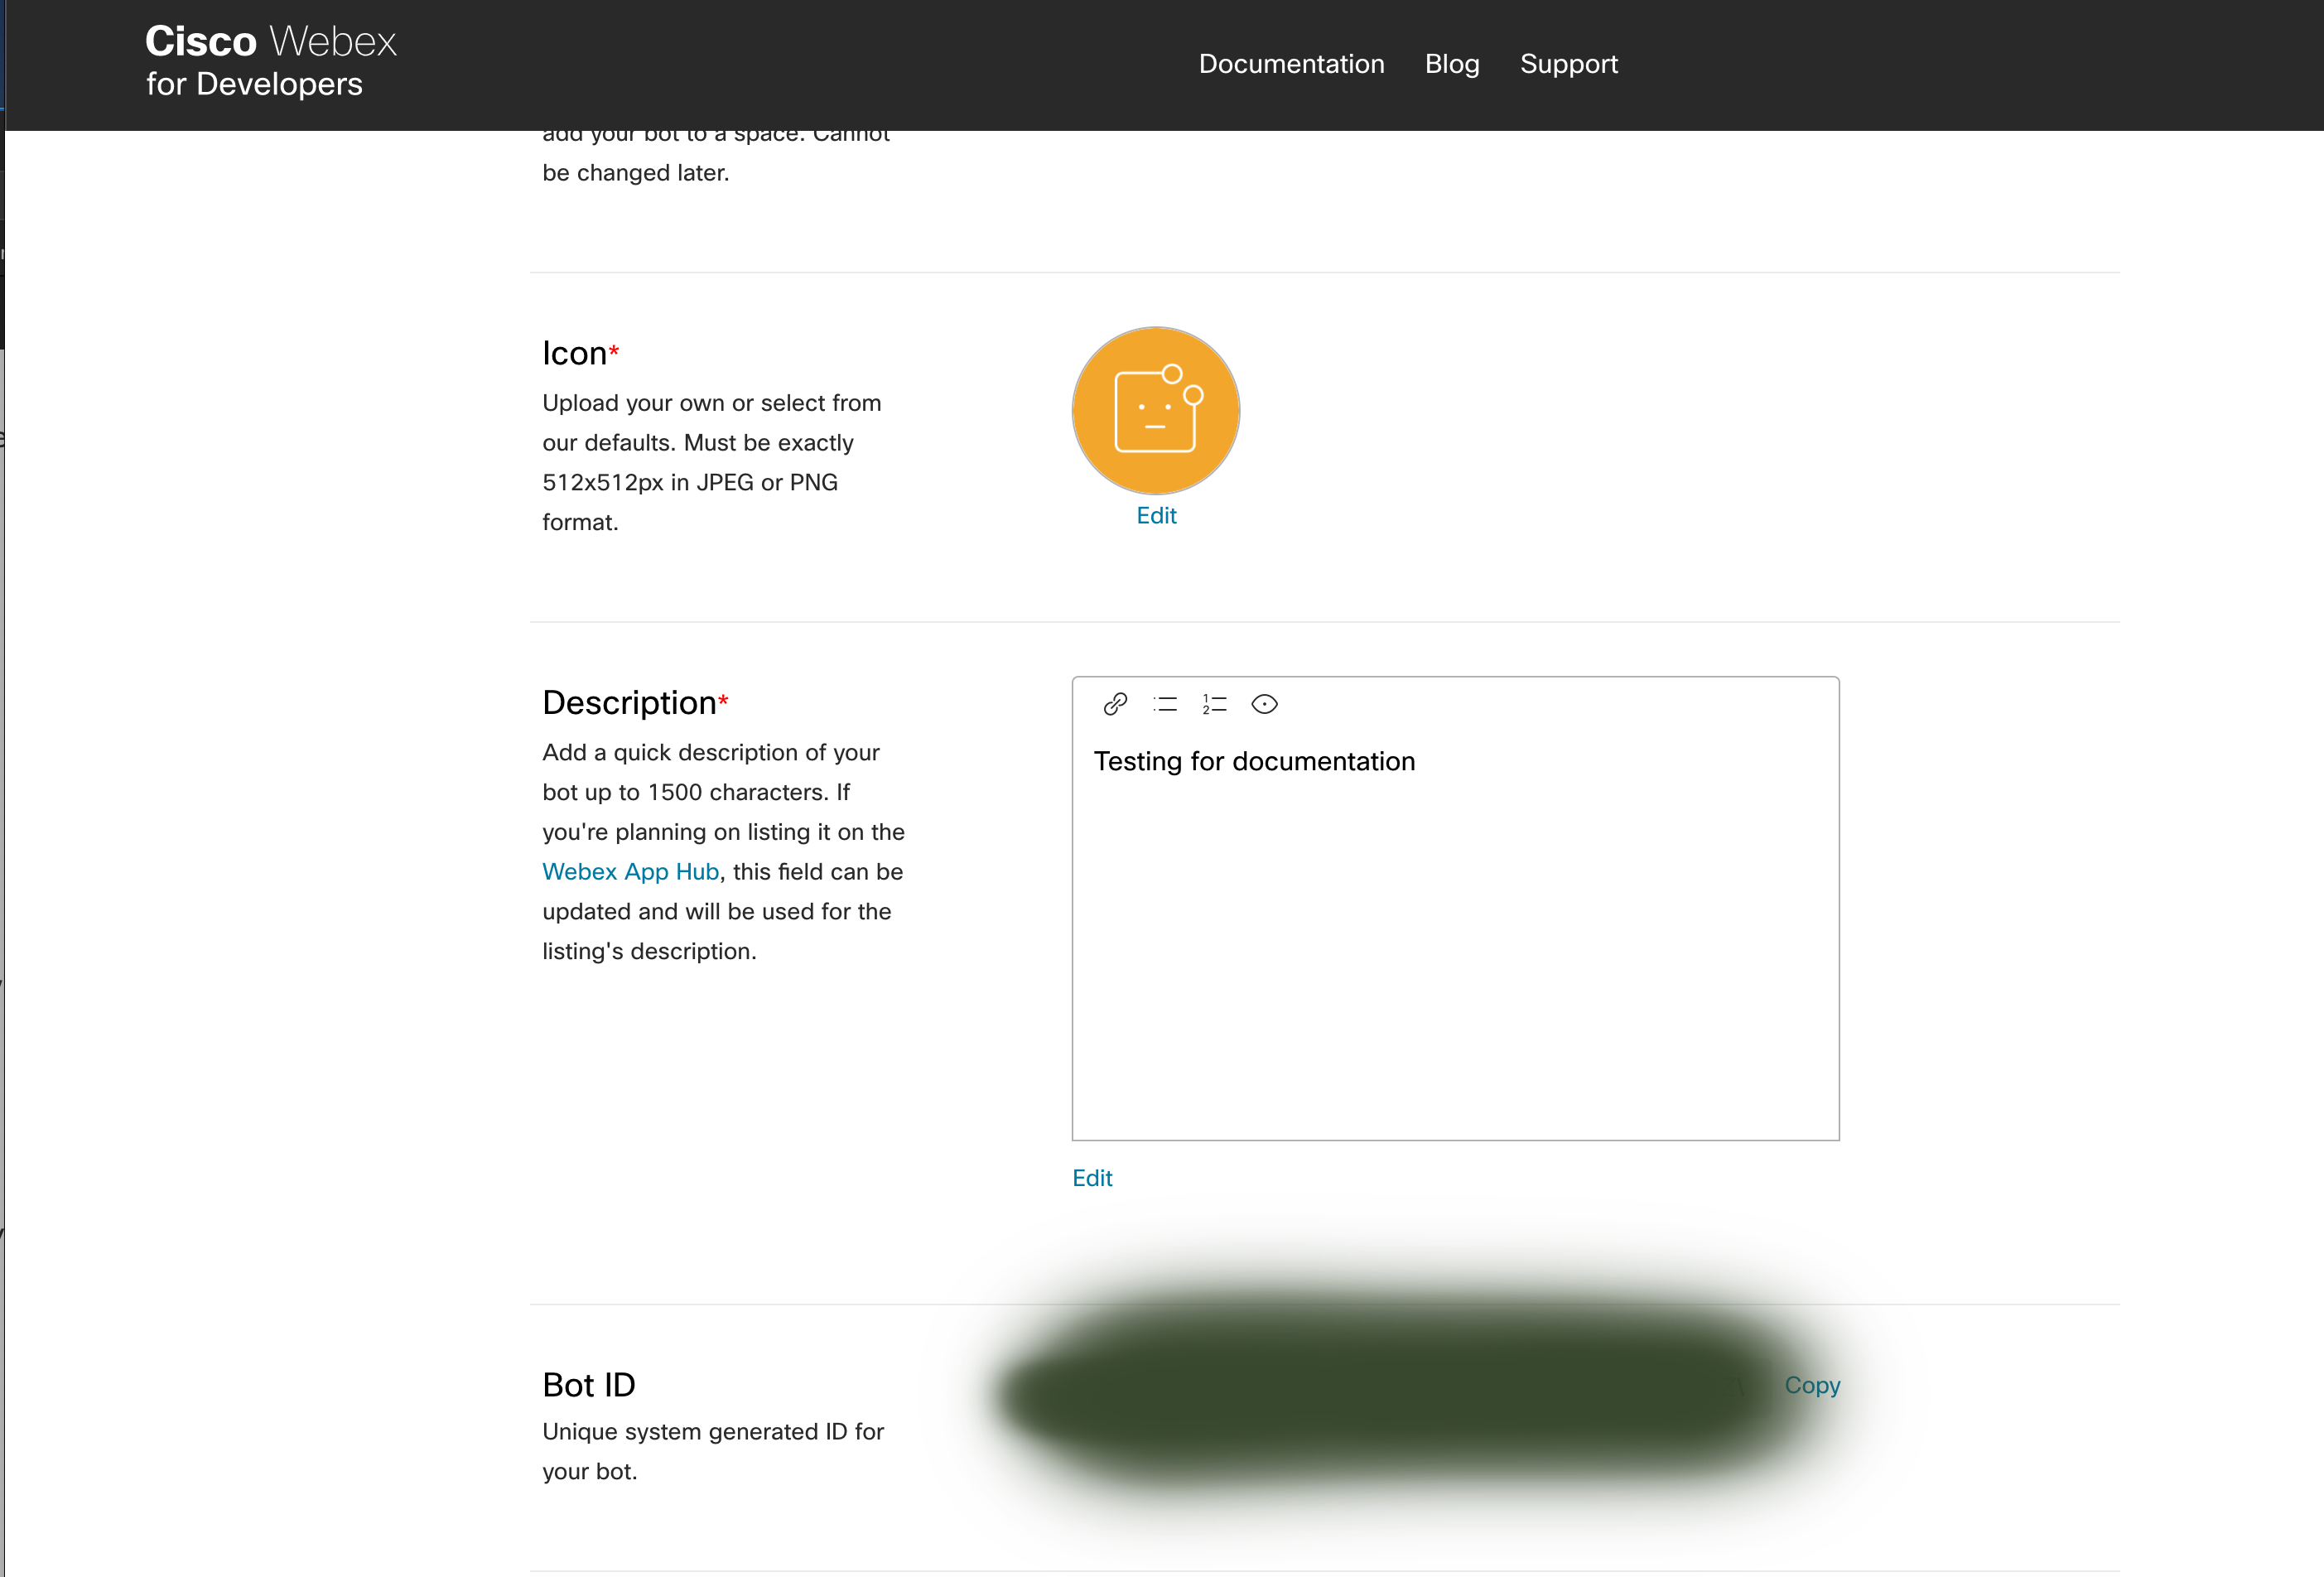 Cisco Webex
for Developers
Documentation Blog Support
add your bot to a space. Cannot
be changed later.
Icon*
Upload your own or select from
our defaults. Must be exactly
512x512px in JPEG or PNG
format.
Edit
Description*
Add a quick description of your
bot up to 1500 characters. If
you're planning on listing it on the
Webex App Hub, this field can be
updated and will be used for the
listing's description.
1
2
Testing for documentation
Edit
Bot ID
Unique system generated ID for
your bot.
Copy